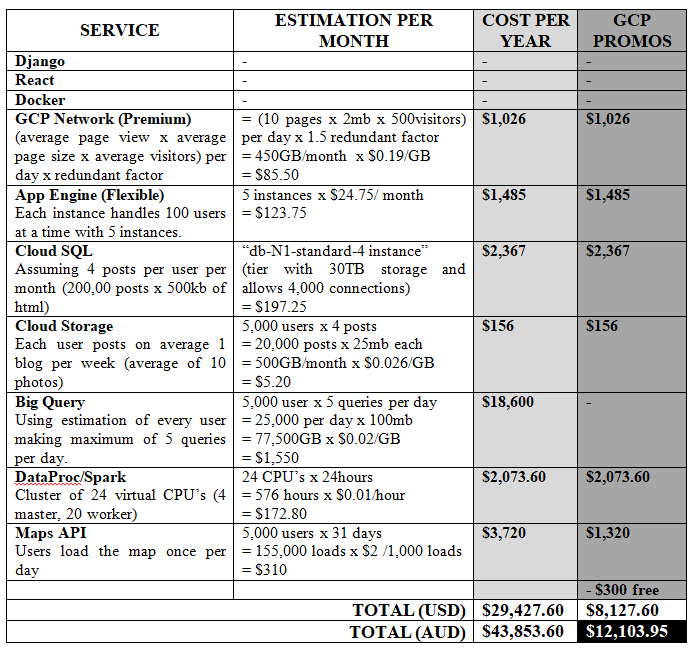 SERVICE ESTIMATION PER MONTH COST PER YEAR GCP PROMOS
Django - - -
React - - -
Docker - - -
GCP Network (Premium) = (10 pages x 2mb x 500visitors) $1,026 $1,026
(average page view x average per day x 1.5 redundant factor
page size x average visitors) per = 450GB/month x $0.19/GB
day x redundant factor = $85.50
App Engine (Flexible) 5 instances x $24.75/ month $1,485 $1,485
Each instance handles 100 users = $123.75
at a time with 5 instances.
Cloud SQL “db-N1-standard-4 instance” $2,367 $2,367
Assuming 4 posts per user per (tier with 30TB storage and
month (200,00 posts x 500kb of allows 4,000 connections)
html) = $197.25
Cloud Storage 5,000 users x 4 posts $156 $156
Each user posts on average 1 = 20,000 posts x 25mb each
blog per week (average of 10 = 500GB/month x $0.026/GB
photos) = $5.20
Big Query 5,000 user x 5 queries per day $18,600 -
Using estimation of every user = 25,000 per day x 100mb
making maximum of 5 queries = 77,500GB x $0.02/GB
per day. = $1,550
DataProc/Spark 24 CPU’s x 24hours $2,073.60 $2,073.60
Cluster of 24 virtual CPU’s (4 = 576 hours x $0.01/hour
master, 20 worker) = $172.80
Maps API 5,000 users x 31 days $3,720 $1,320
Users load the map once per = 155,000 loads x $2 /1,000 loads
day = $310
- $300 free
TOTAL (USD) $29,427.60 $8,127.60
TOTAL (AUD) $43,853.60 $12,103.95